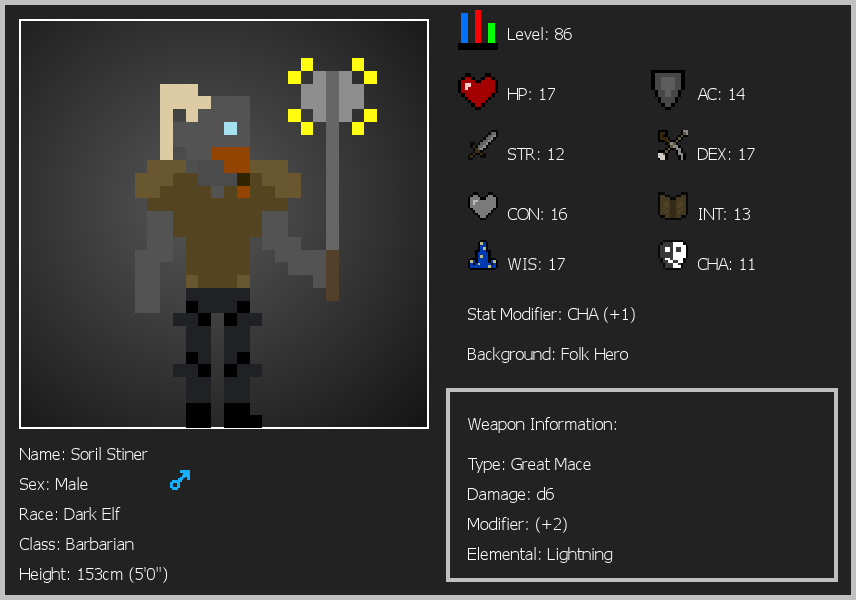 Level: 86
HP: 17
AC: 14
STR: 12
DEX: 17
CON: 16
INT: 13
WIS: 17
CHA: 11
Stat Modifier: CHA (+1)
Background: Folk Hero
Weapon Information:
Type: Great Mace
Damage: d6
Modifier: (+2)
Elemental: Lightning
Name: Soril Stiner
Sex: Male
Race: Dark Elf
Class: Barbarian
Height: 153cm (5'0")